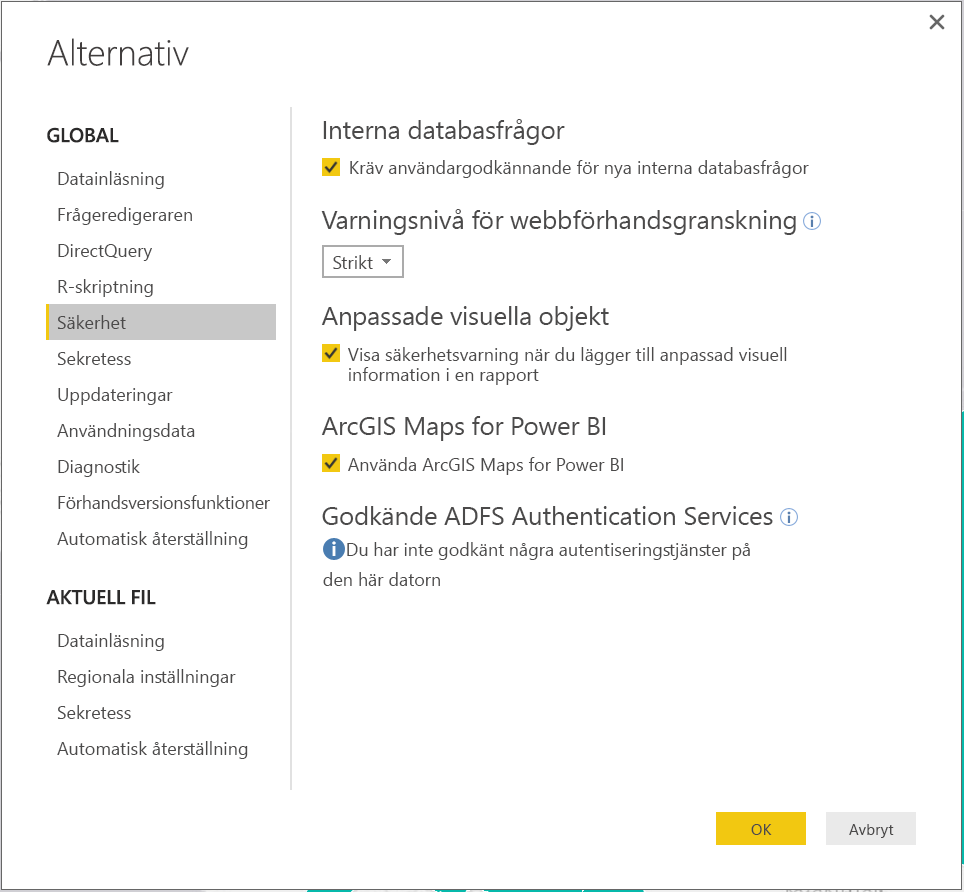 Alternativ
GLOBAL
Datainläsning
Frågeredigeraren
DirectQuery
R-skriptning
Säkerhet
Sekretess
Uppdateringar
Användningsdata
Diagnostik
Förhandsversionsfunktioner
Automatisk återställning
AKTUELL FIL
Datainläsning
Regionala inställningar
Sekretess
Automatisk återställning
Interna databasfrågor
Kräv användargodkännande för nya interna databasfrågor
Varningsnivå för webbförhandsgranskning
Strikt
Anpassade visuella objekt
Visa säkerhetsvarning när du lägger till anpassad visuell
information i en rapport
ArcGIS Maps for Power BI
Använda ArcGIS Maps for Power BI
Godkände ADFS Authentication Services
Du har inte godkänt några autentiseringstjänster på
den här datorn
OK
Avbryt